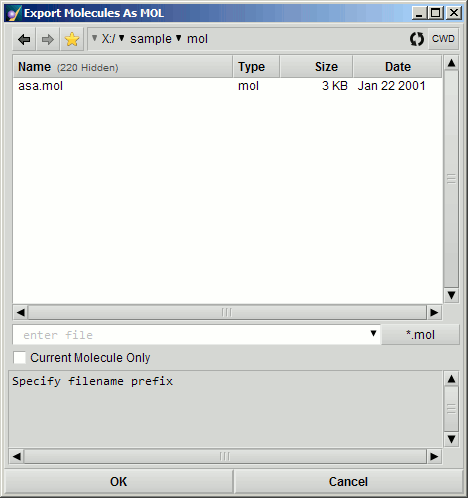 Export Molecules As MOL
X:/ sample mol CWD
Name (220 Hidden) Type Size Date
asa.mol mol 3 KB Jan 22 2001
enter file *.mol
Current Molecule Only
Specify filename prefix
OK Cancel